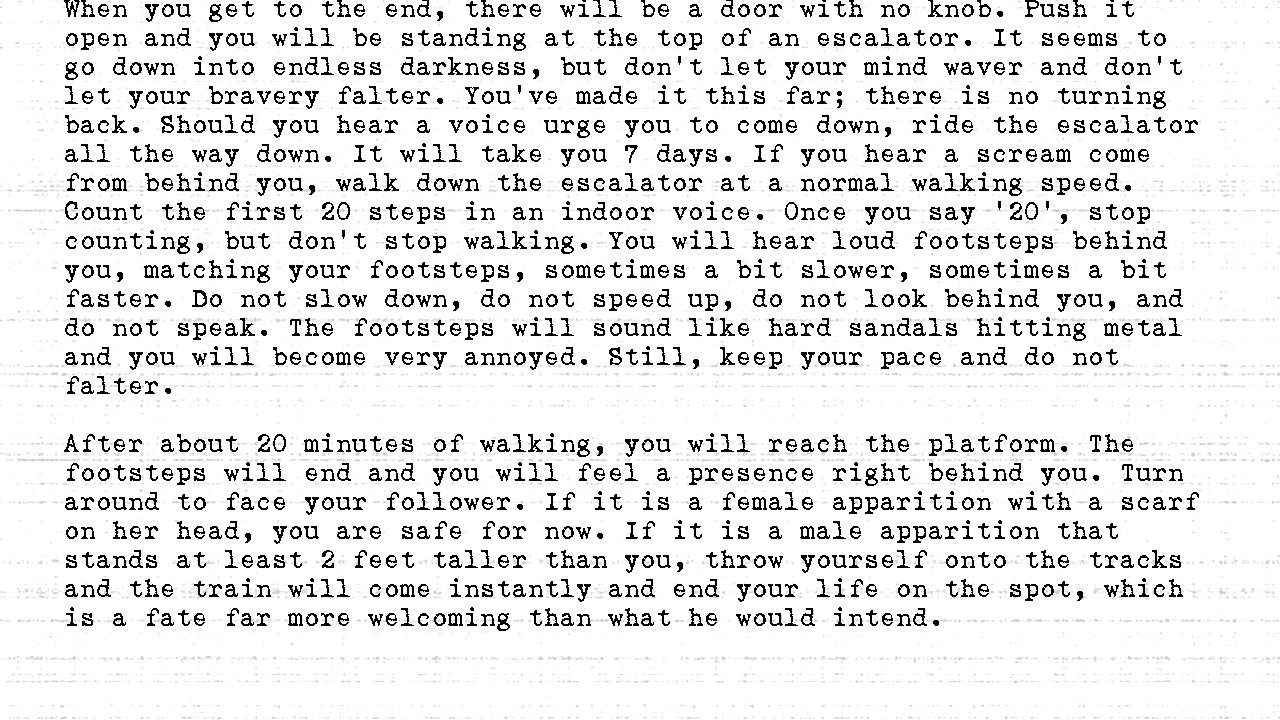 When you get to the end, there will be a door with no knob. Push it
open and you will be standing at the top of an escalator. It seems to
go down into endless darkness, but don't let your mind waver and don't
let your bravery falter. You've made it this far; there is no turning
back. Should you hear a voice urge you to come down, ride the escalator
all the way down. It will take you 7 days. If you hear a scream come
from behind you, walk down the escalator at a normal walking speed.
Count the first 20 steps in an indoor voice. Once you say '20', stop
counting, but don't stop walking. You will hear loud footsteps behind
you, matching your footsteps, sometimes a bit slower, sometimes a bit
faster. Do not slow down, do not speed up, do not look behind you, and
do not speak. The footsteps will sound like hard sandals hitting metal
and you will become very annoyed. Still, keep your pace and do not
falter.
After about 20 minutes of walking, you will reach the platform. The
footsteps will end and you will feel a presence right behind you. Turn
around to face your follower. If it is a female apparition with a scarf
on her head, you are safe for now. If it is a male apparition that
stands at least 2 feet taller than you, throw yourself onto the tracks
and the train will come instantly and end your life on the spot, which
is a fate far more welcoming than what he would intend.